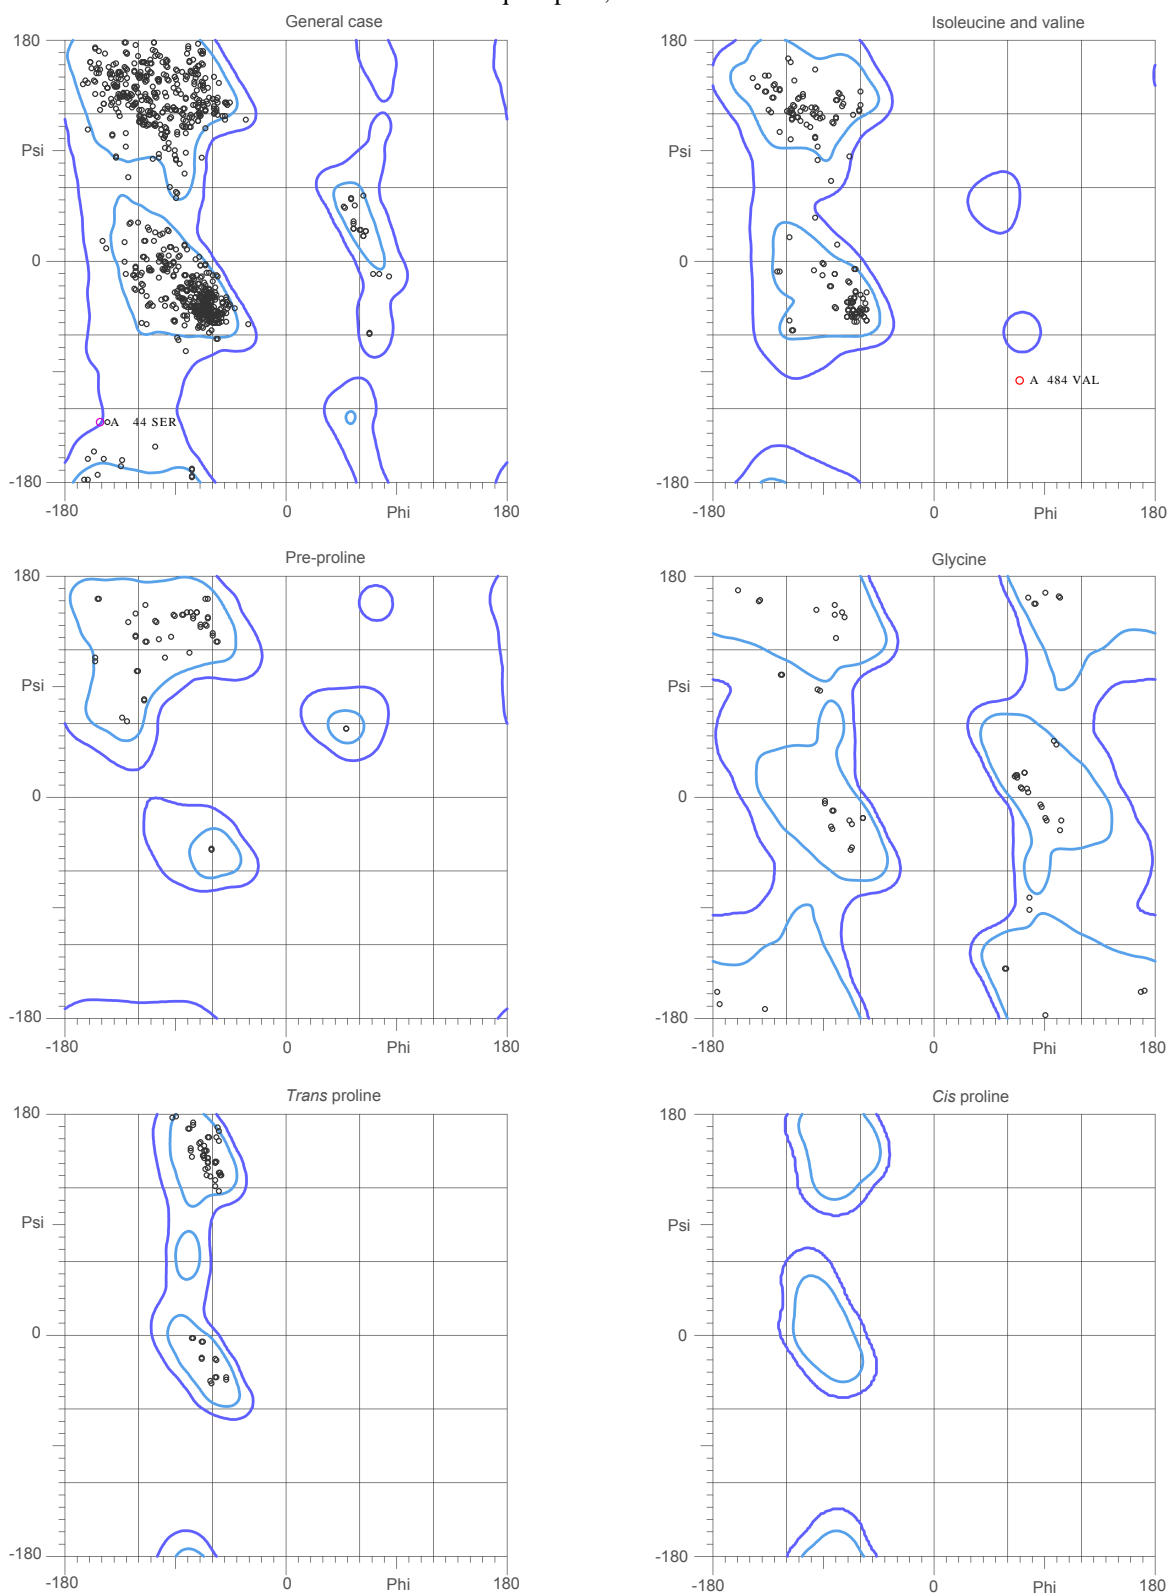 General case
Isoleucine and valine
180
Psi
0
-180
-180
0
Phi
180
A 44 SER
180
Psi
0
-180
-180
0
Phi
180
A 484 VAL
Pre-proline
Glycine
180
Psi
0
-180
-180
0
Phi
180
180
Psi
0
-180
-180
0
Phi
180
Trans proline
Cis proline
180
Psi
0
-180
-180
0
Phi
180
180
Psi
0
-180
-180
0
Phi
180